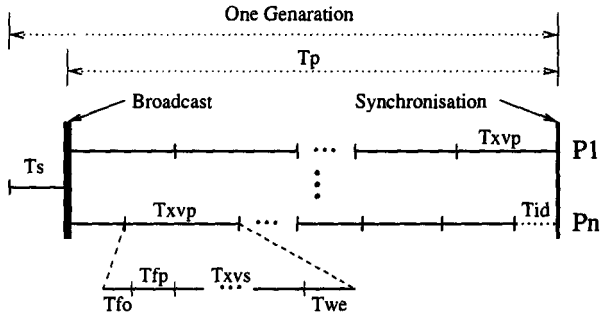 One Genaration
Tp
Broadcast
Synchronisation
Ts
Txvp
P1
Txvp
Tid
Pn
Tfp
Txvs
Tfo
Twe